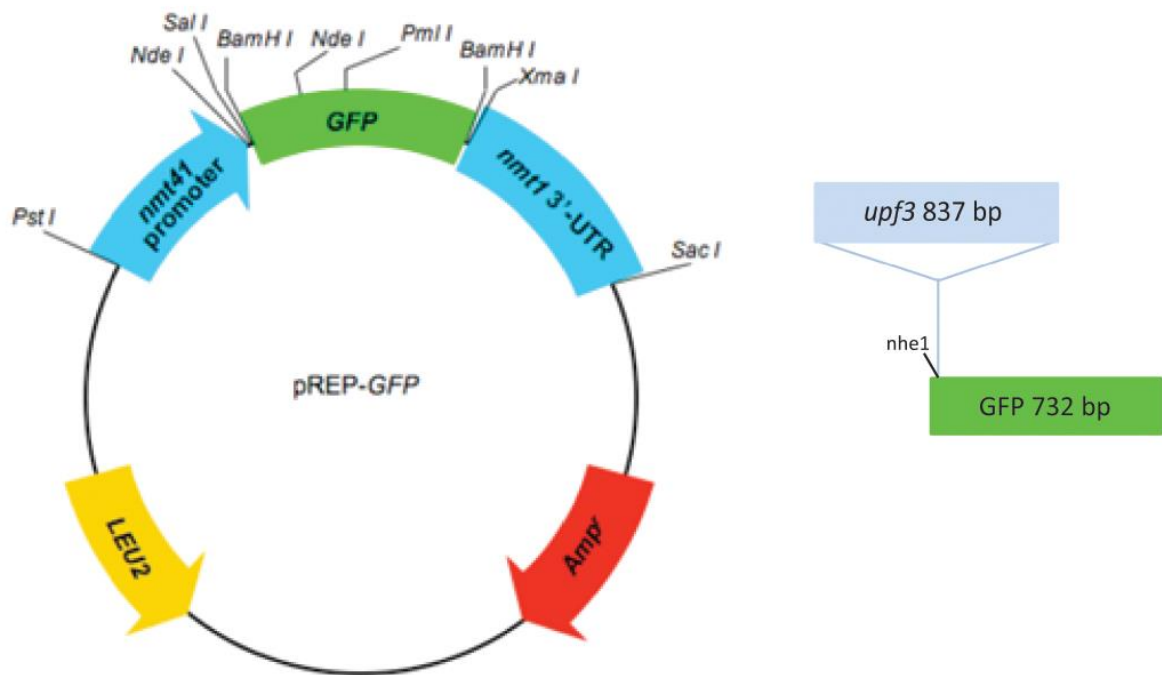 Nde I
Sal I
BamH I
Nde I
Pml I
BamH I
Xma I
GFP
nmt41
promoter
nmt1 3'-UTR
Pst I
Sac I
pREP-GFP
LEU2
Ampʳ
upf3 837 bp
nhe1
GFP 732 bp